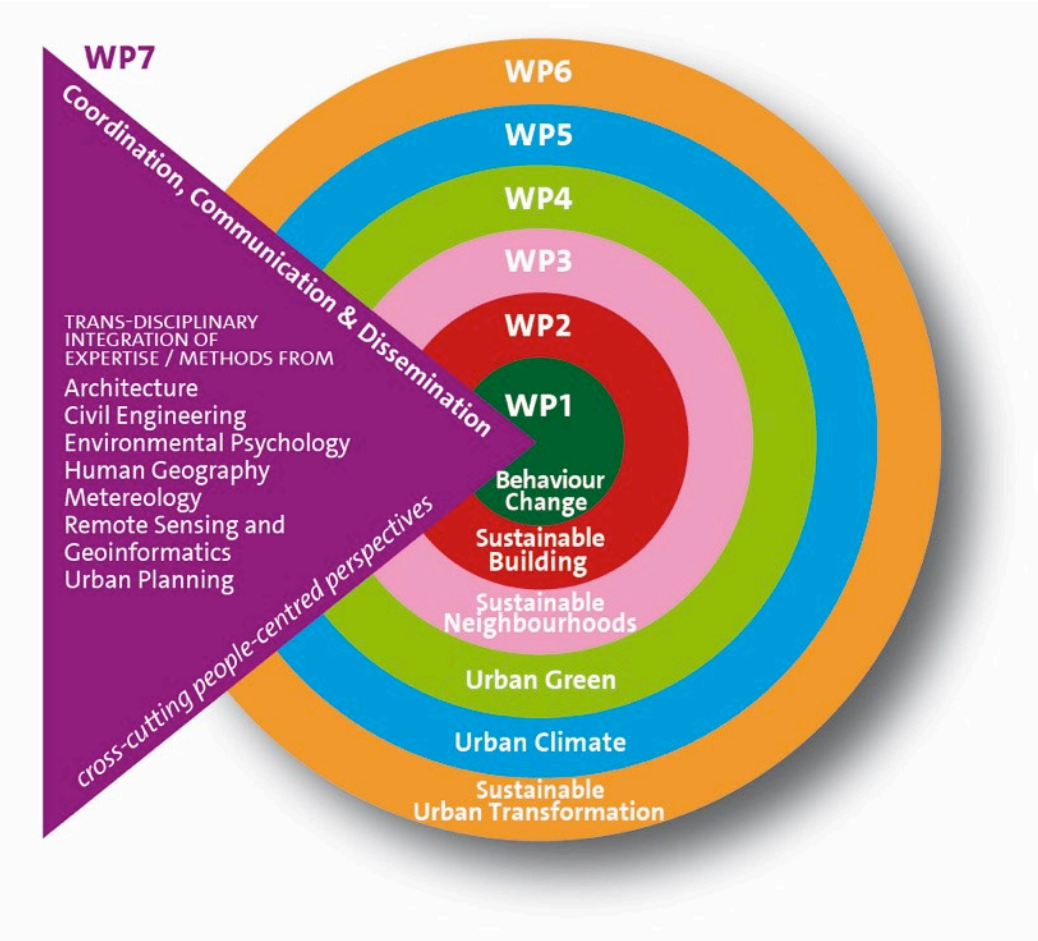 WP7
Coordination, Communication & Dissemination
TRANS-DISCIPLINARY
INTEGRATION OF
EXPERTISE / METHODS FROM
Architecture
Civil Engineering
Environmental Psychology
Human Geography
Metereology
Remote Sensing and
Geoinformatics
Urban Planning
cross-cutting people-centred perspectives
WP6
WP5
WP4
WP3
WP2
WP1
Behaviour
Change
Sustainable
Building
Sustainable
Neighbourhoods
Urban Green
Urban Climate
Sustainable
Urban Transformation